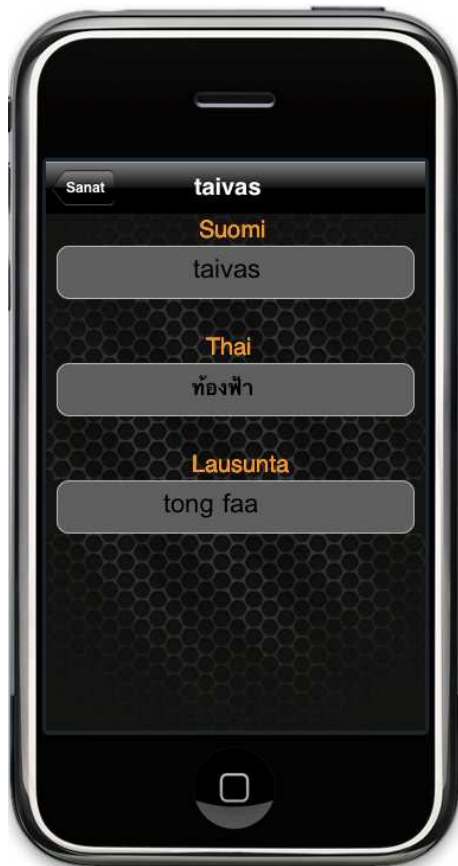 Sanat
taivas
Suomi
taivas
Thai
ท้องฟ้า
Lausunta
tong faa